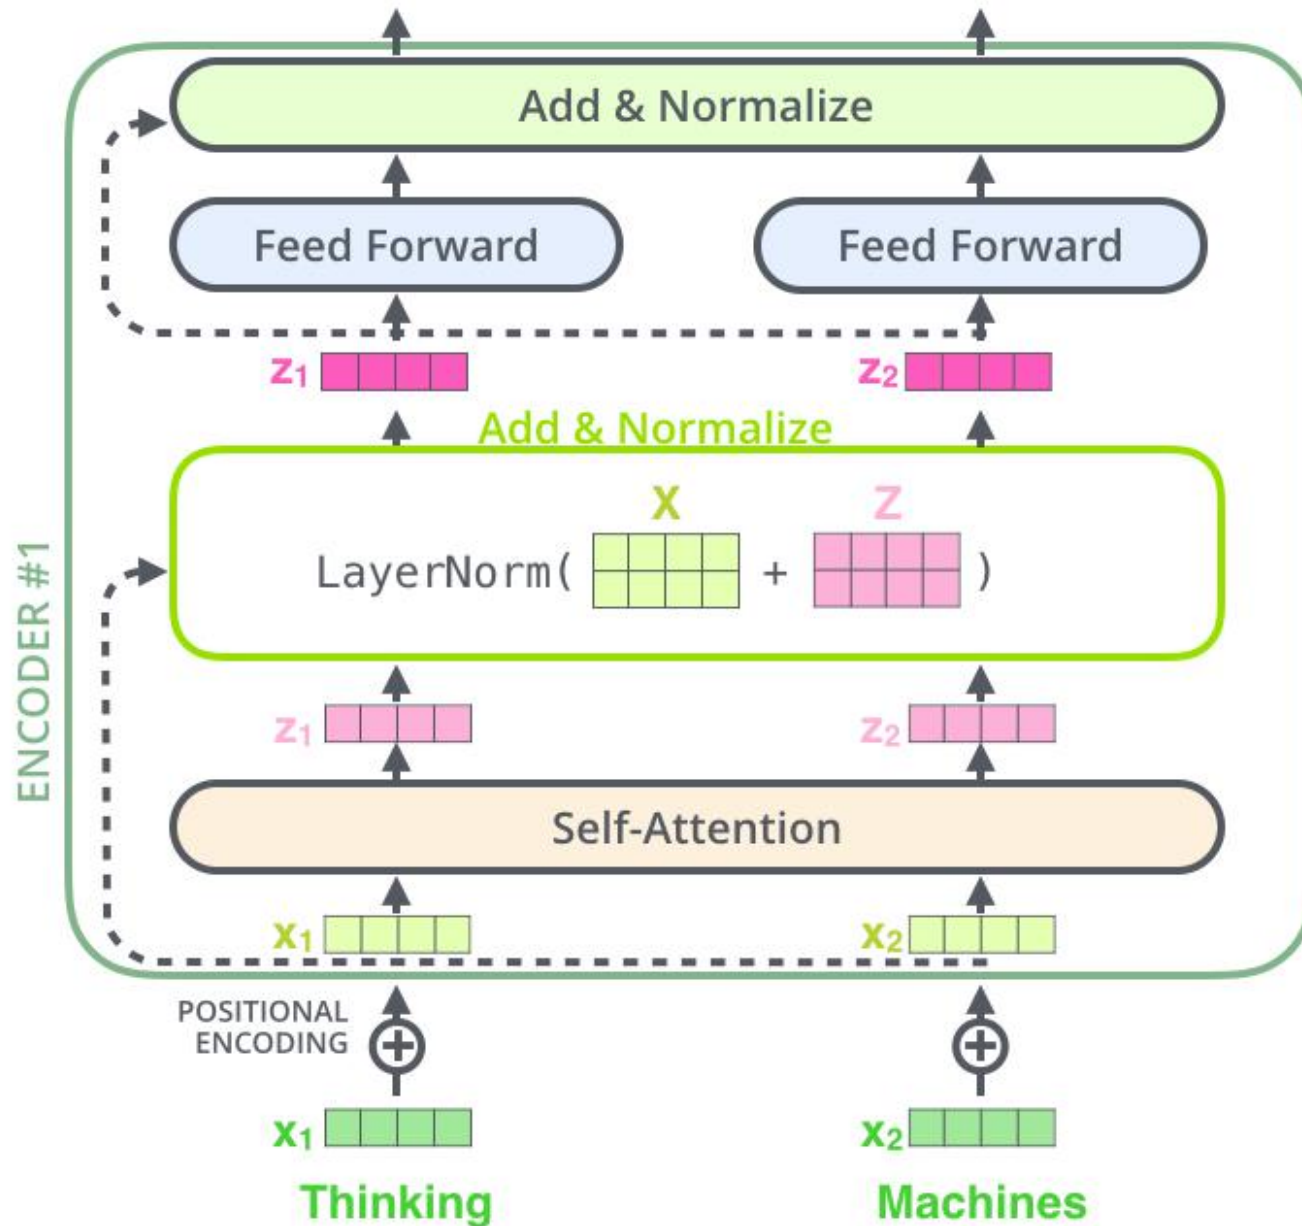 Add & Normalize
Feed Forward
Feed Forward
z1
z2
Add & Normalize
X
Z
LayerNorm(
+
)
ENCODER #1
z1
z2
Self-Attention
x1
x2
POSITIONAL
ENCODING
x1
x2
Thinking
Machines